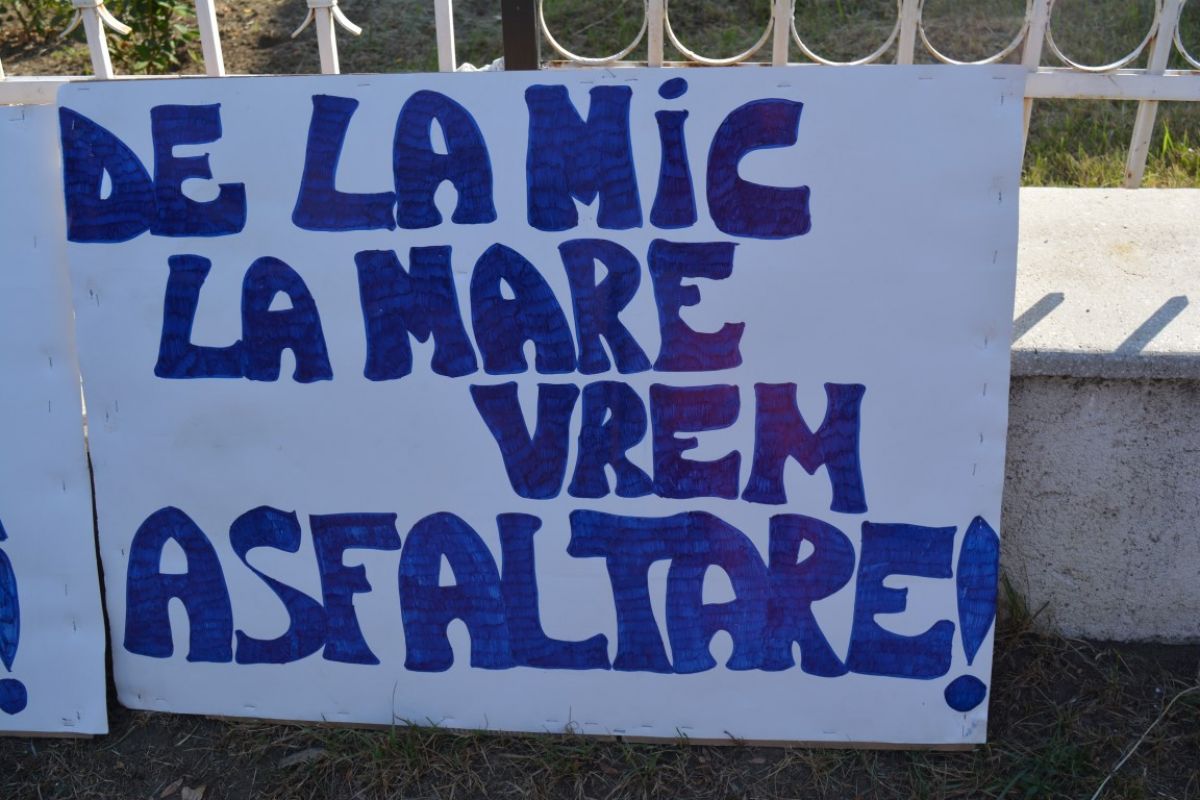 DE LA MiC
LA MARE
VREM
ASFALTARE!
!